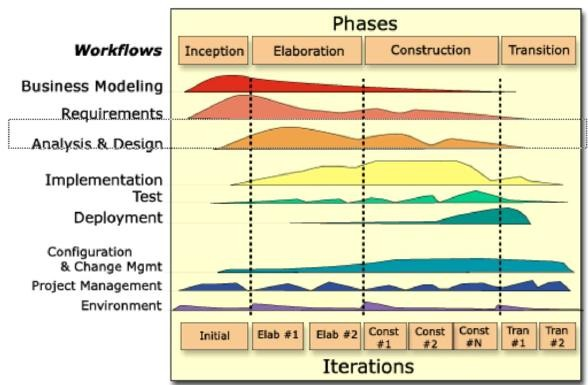 Phases
Workflows
Inception
Elaboration
Construction
Transition
Business Modeling
Requirements
Analysis & Design
Implementation
Test
Deployment
Configuration
& Change Mgmt
Project Management
Environment
Initial
Elab #1
Elab #2
Const
#1
Const
#2
Const
#N
Tran
#1
Tran
#2
Iterations